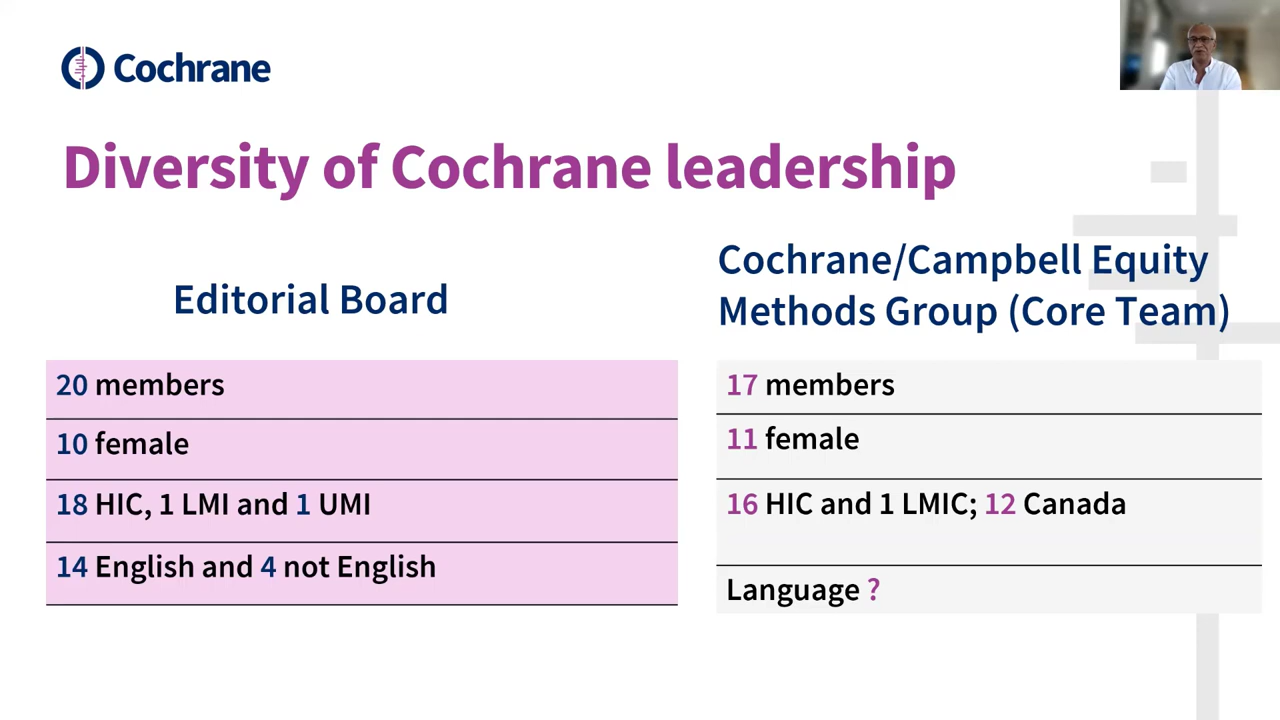 Cochrane
Diversity of Cochrane leadership
Editorial Board
20 members
10 female
18 HIC, 1 LMI and 1 UMI
14 English and 4 not English
Cochrane/Campbell Equity
Methods Group (Core Team)
17 members
11 female
16 HIC and 1 LMIC; 12 Canada
Language ?